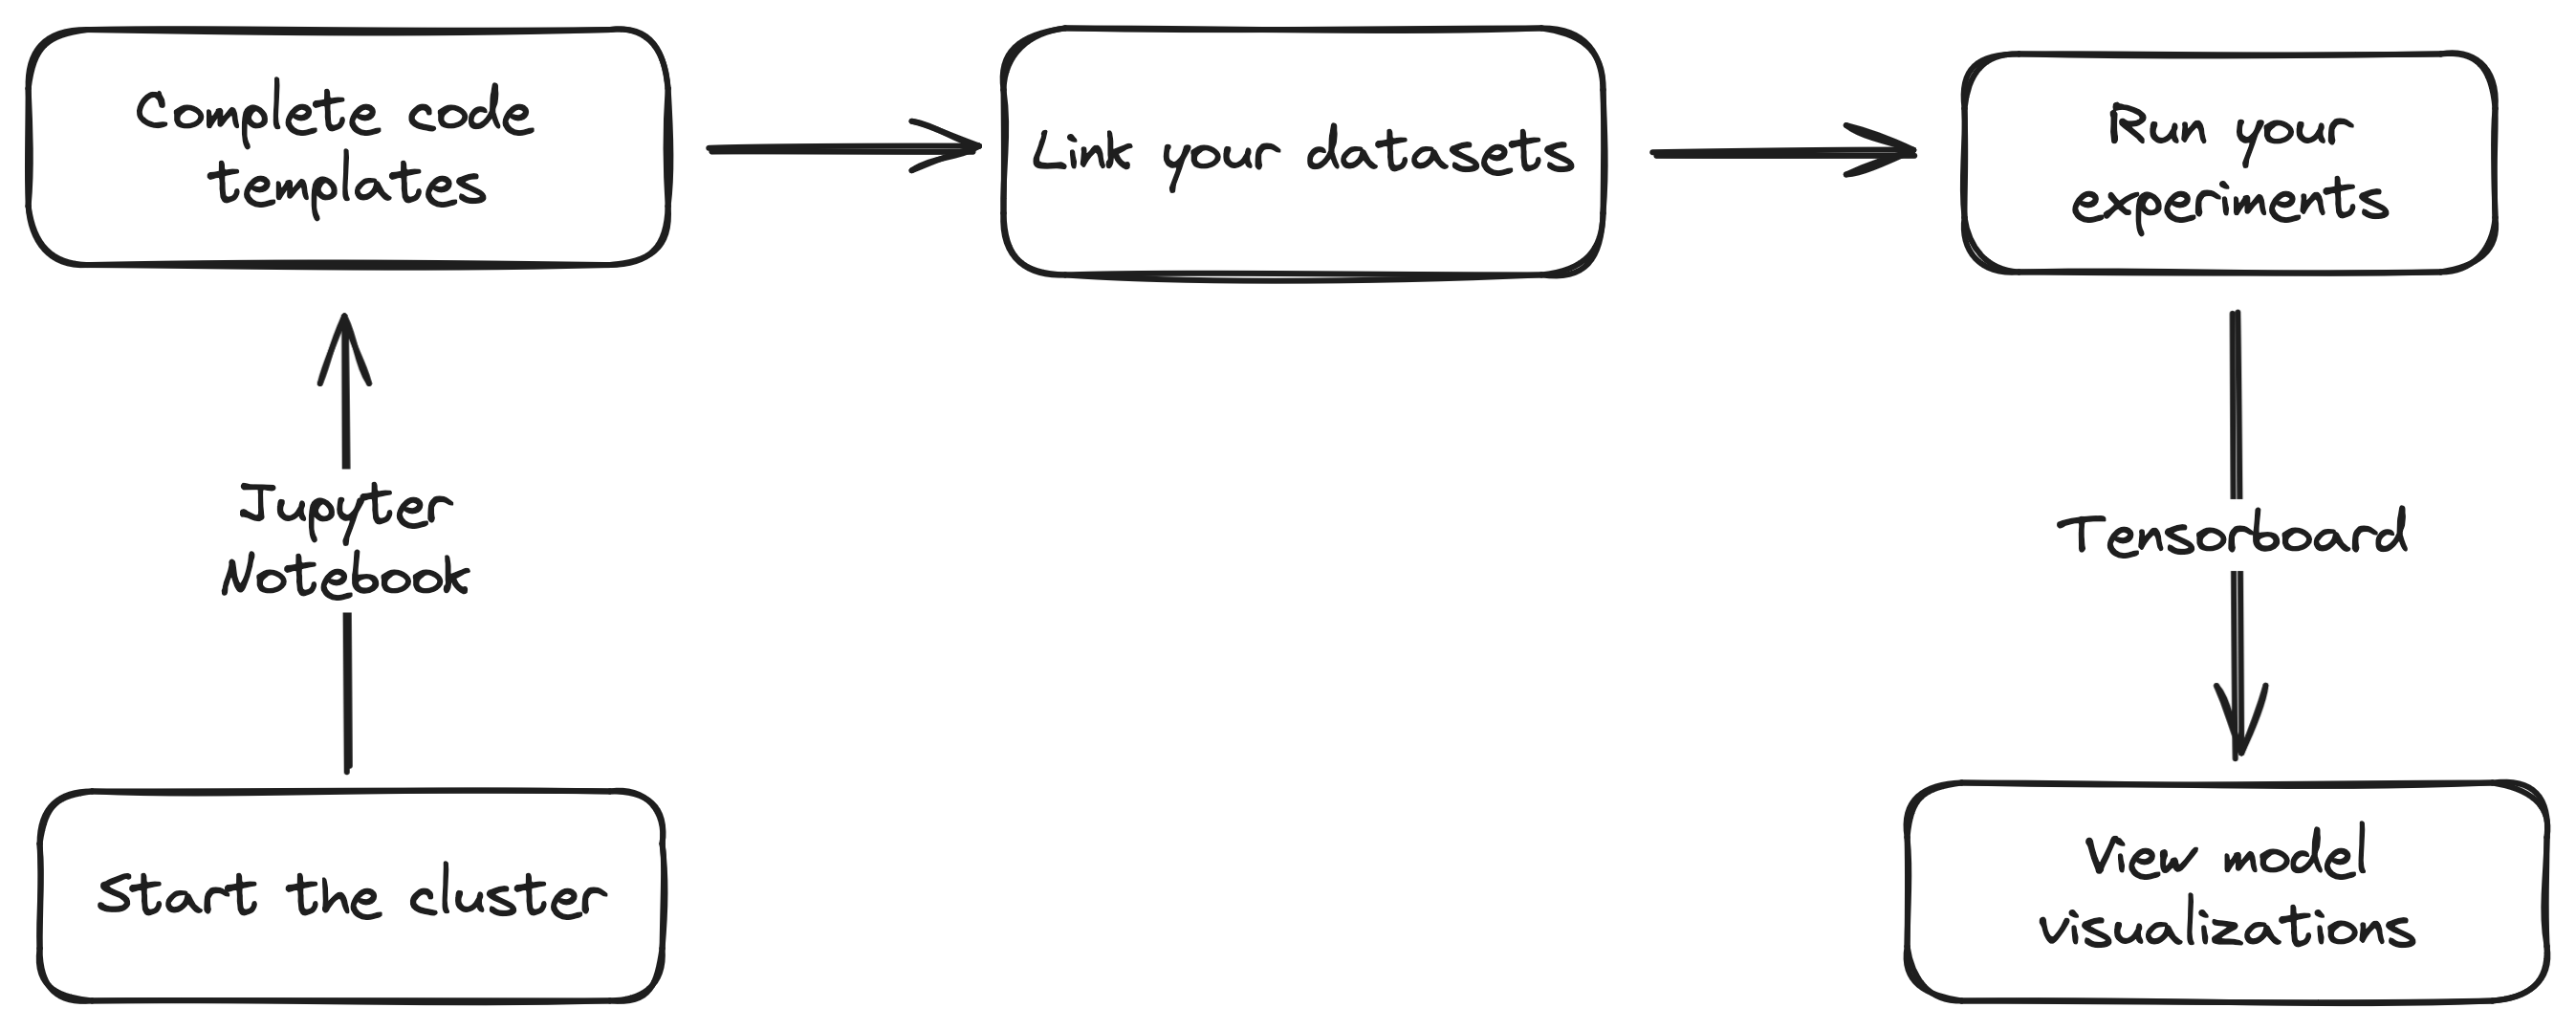 Complete code
templates
Link your datasets
Run your
experiments
Jupyter
Notebook
Tensorboard
Start the cluster
View model
visualizations